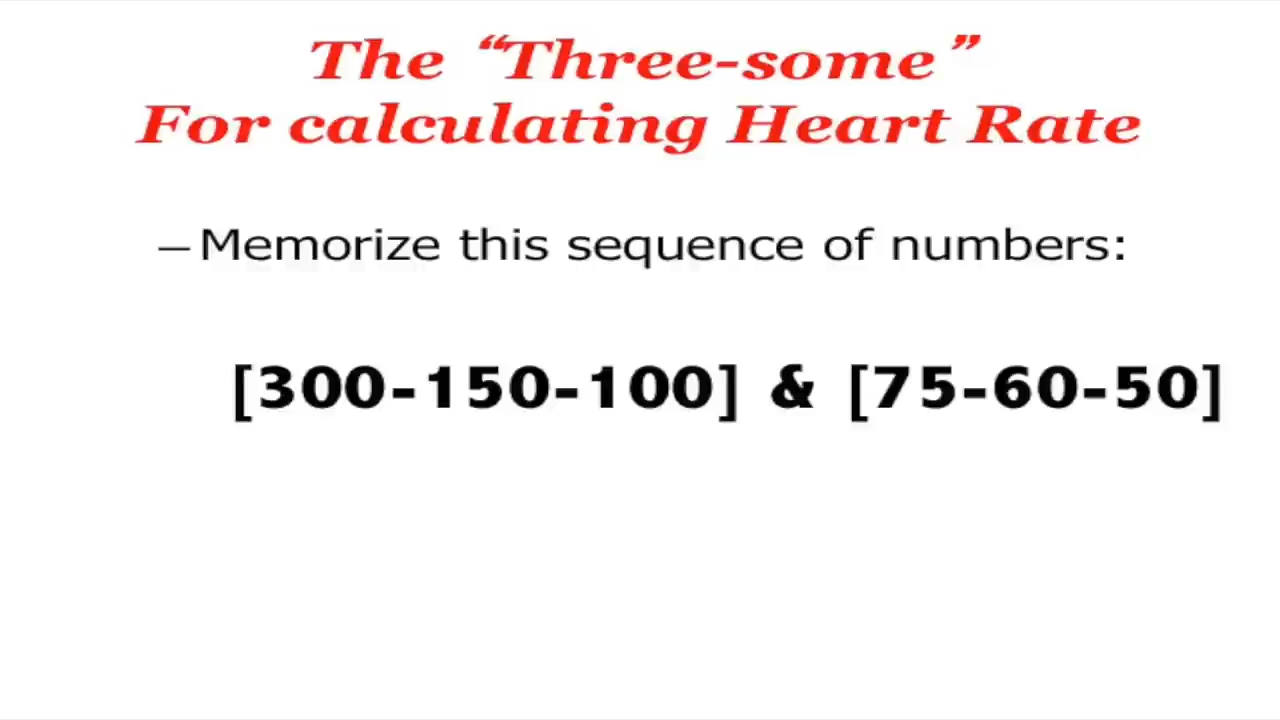 The “Three-some”
For calculating Heart Rate
– Memorize this sequence of numbers:
[300-150-100] & [75-60-50]